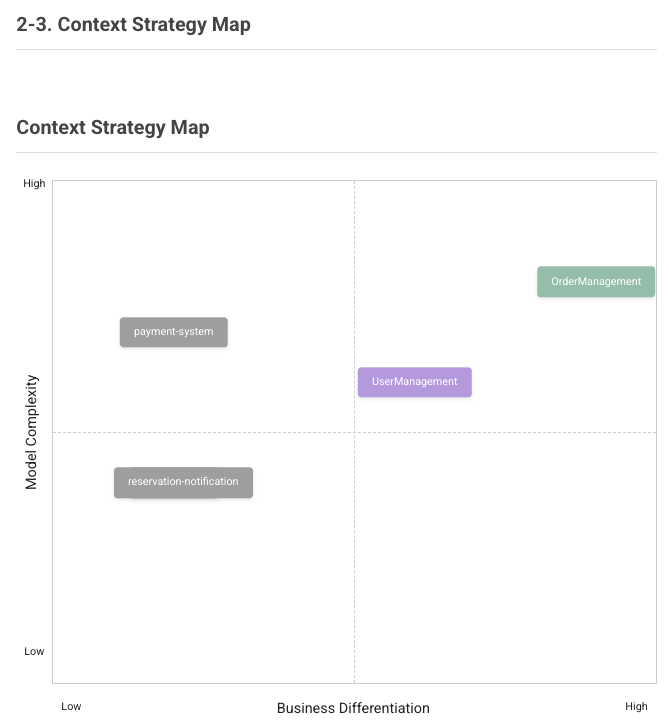 2-3. Context Strategy Map
Context Strategy Map
High
OrderManagement
payment-system
UserManagement
Model Complexity
reservation-notification
Low
Low
Business Differentiation
High